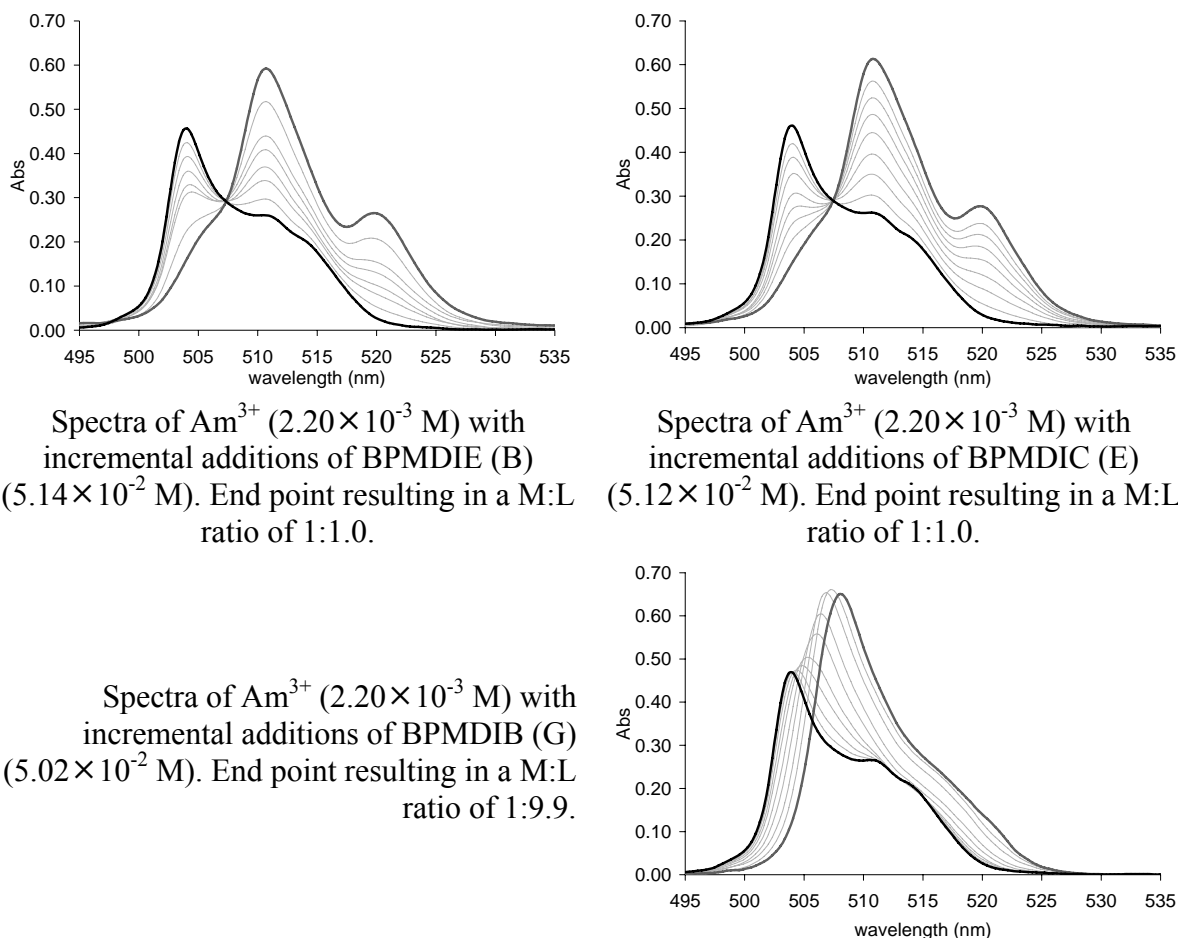 0.70
0.60
0.50
0.40
0.30
0.20
0.10
0.00
Abs
495 500 505 510 515 520 525 530 535
wavelength (nm)
Spectra of Am³⁺ (2.20×10⁻³ M) with
incremental additions of BPMDIE (B)
(5.14×10⁻² M). End point resulting in a M:L
ratio of 1:1.0.
0.70
0.60
0.50
0.40
0.30
0.20
0.10
0.00
Abs
495 500 505 510 515 520 525 530 535
wavelength (nm)
Spectra of Am³⁺ (2.20×10⁻³ M) with
incremental additions of BPMDIC (E)
(5.12×10⁻² M). End point resulting in a M:L
ratio of 1:1.0.
Spectra of Am³⁺ (2.20×10⁻³ M) with
incremental additions of BPMDIB (G)
(5.02×10⁻² M). End point resulting in a M:L
ratio of 1:9.9.
0.70
0.60
0.50
0.40
0.30
0.20
0.10
0.00
Abs
495 500 505 510 515 520 525 530 535
wavelength (nm)